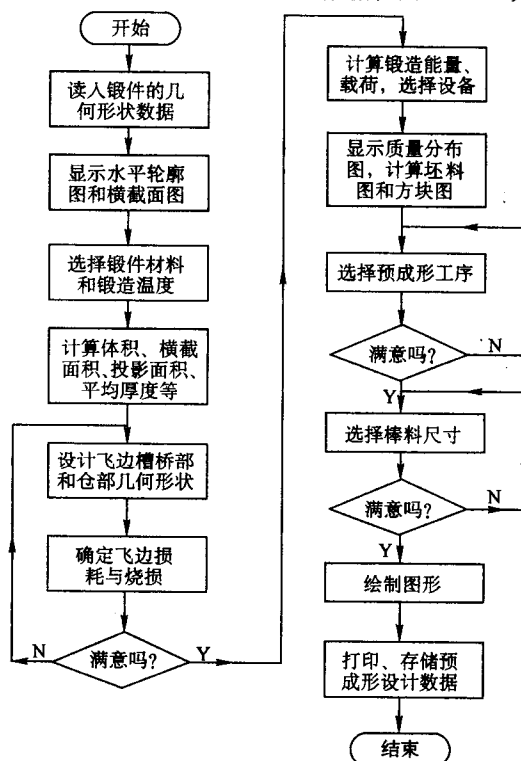 开始
读入锻件的几
何形状数据
显示水平轮廓
图和横截面图
选择锻件材料
和锻造温度
计算体积、横截
面积、投影面积、
平均厚度等
设计飞边槽桥部
和仓部几何形状
确定飞边损
耗与烧损
满意吗?
N
Y
计算锻造能量、
载荷，选择设备
显示质量分布
图，计算坯料
图和方块图
选择预成形工序
满意吗?
N
Y
选择棒料尺寸
满意吗?
N
Y
绘制图形
打印、存储预
成形设计数据
结束